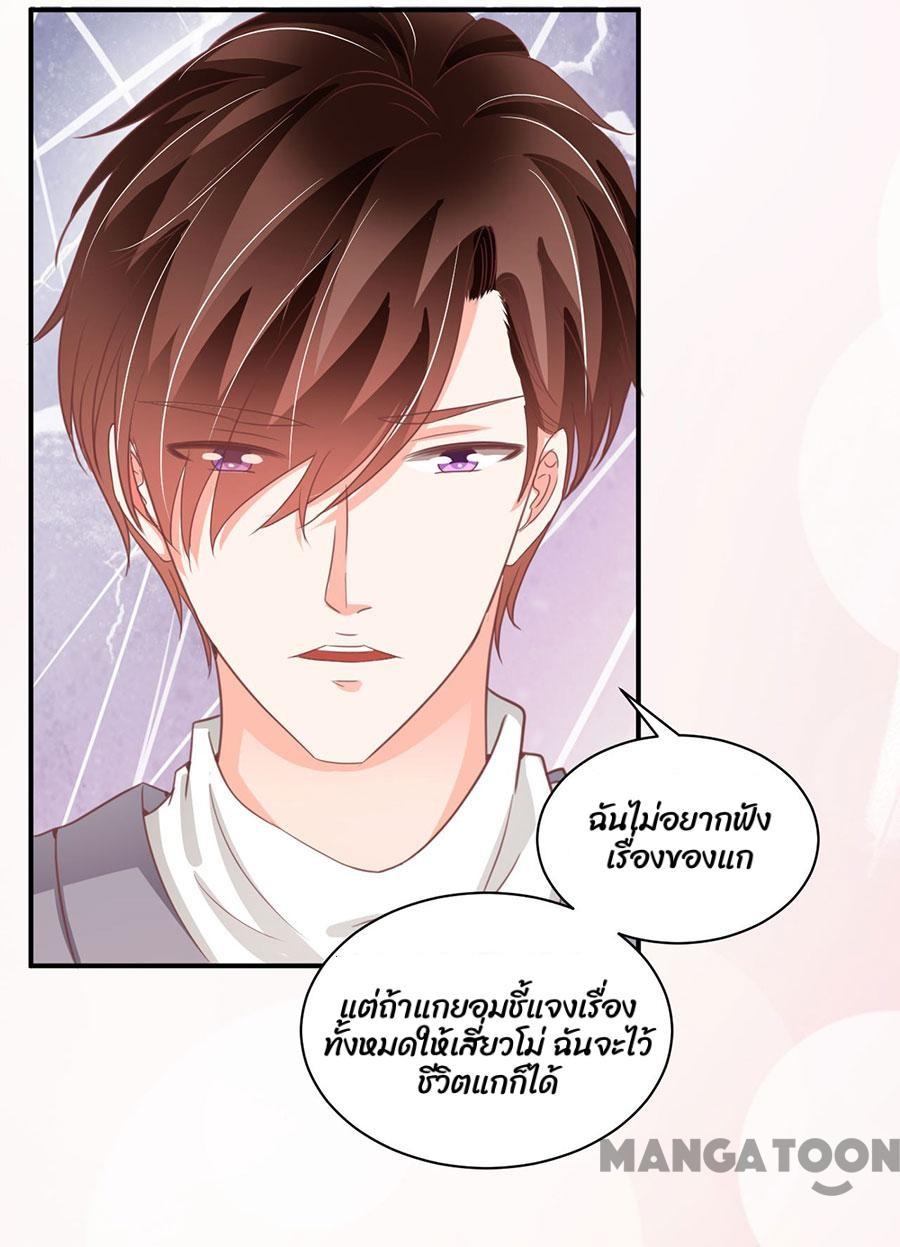 ฉันไม่อยากฟัง
เรื่องของแก
แต่ถ้าแกยอมชี้แจงเรื่อง
ทั้งหมดให้เสี่ยวโม่ ฉันจะไว้
ชีวิตแกก็ได้
MANGATOON